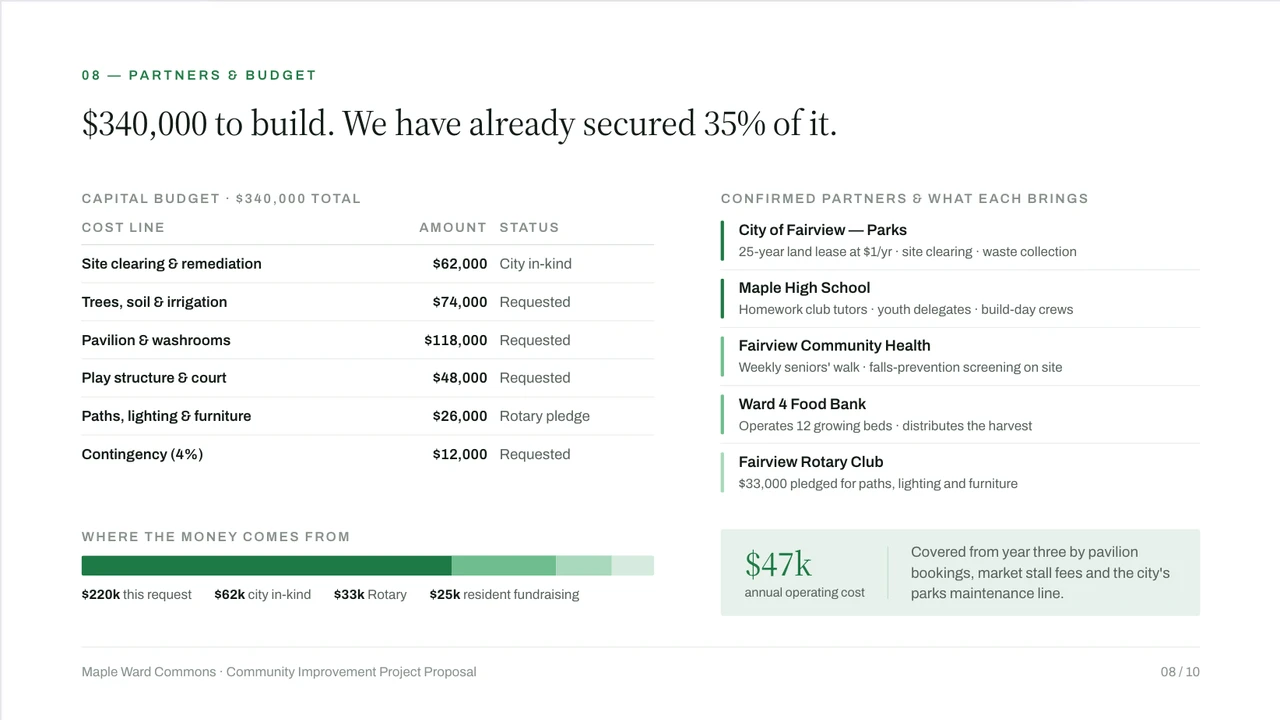 08 — PARTNERS & BUDGET
$340,000 to build. We have already secured 35% of it.
CAPITAL BUDGET · $340,000 TOTAL
COST LINE AMOUNT STATUS
Site clearing & remediation $62,000 City in-kind
Trees, soil & irrigation $74,000 Requested
Pavilion & washrooms $118,000 Requested
Play structure & court $48,000 Requested
Paths, lighting & furniture $26,000 Rotary pledge
Contingency (4%) $12,000 Requested
WHERE THE MONEY COMES FROM
$220k this request $62k city in-kind $33k Rotary $25k resident fundraising
CONFIRMED PARTNERS & WHAT EACH BRINGS
City of Fairview — Parks
25-year land lease at $1/yr · site clearing · waste collection
Maple High School
Homework club tutors · youth delegates · build-day crews
Fairview Community Health
Weekly seniors' walk · falls-prevention screening on site
Ward 4 Food Bank
Operates 12 growing beds · distributes the harvest
Fairview Rotary Club
$33,000 pledged for paths, lighting and furniture
$47k
annual operating cost
Covered from year three by pavilion
bookings, market stall fees and the city's
parks maintenance line.
Maple Ward Commons · Community Improvement Project Proposal
08 / 10